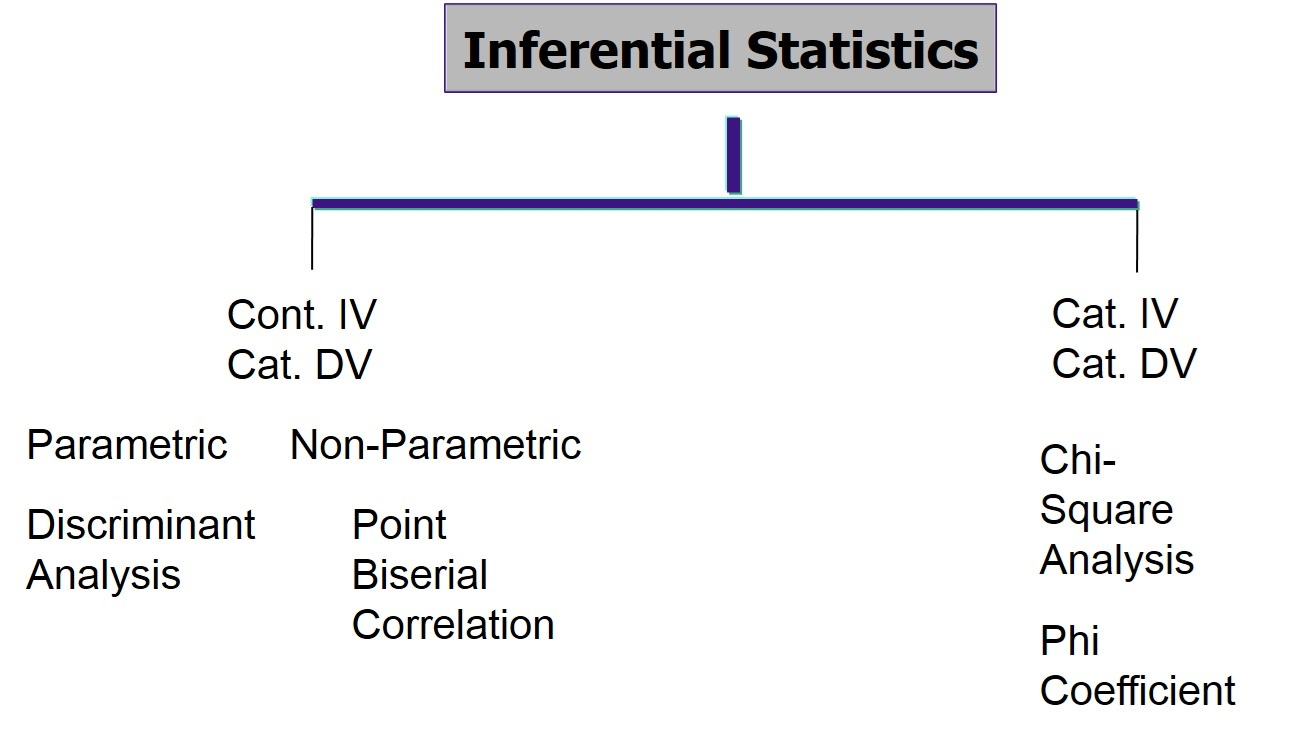 Inferential Statistics
Cont. IV
Cat. DV
Parametric
Non-Parametric
Discriminant
Analysis
Point
Biserial
Correlation
Cat. IV
Cat. DV
Chi-
Square
Analysis
Phi
Coefficient